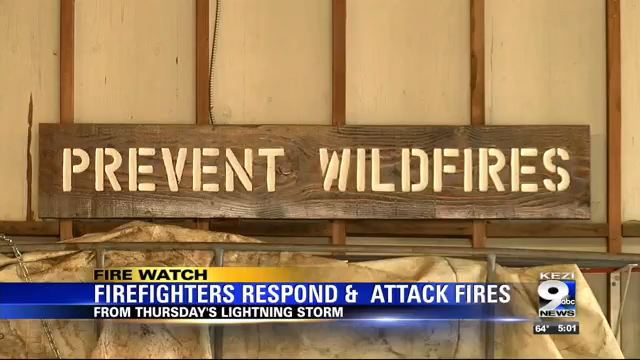 PREVENT WILDFIRES
FIRE WATCH
FIREFIGHTERS RESPOND & ATTACK FIRES
FROM THURSDAY'S LIGHTNING STORM
KEZI
9 abc
NEWS
64° 5:01